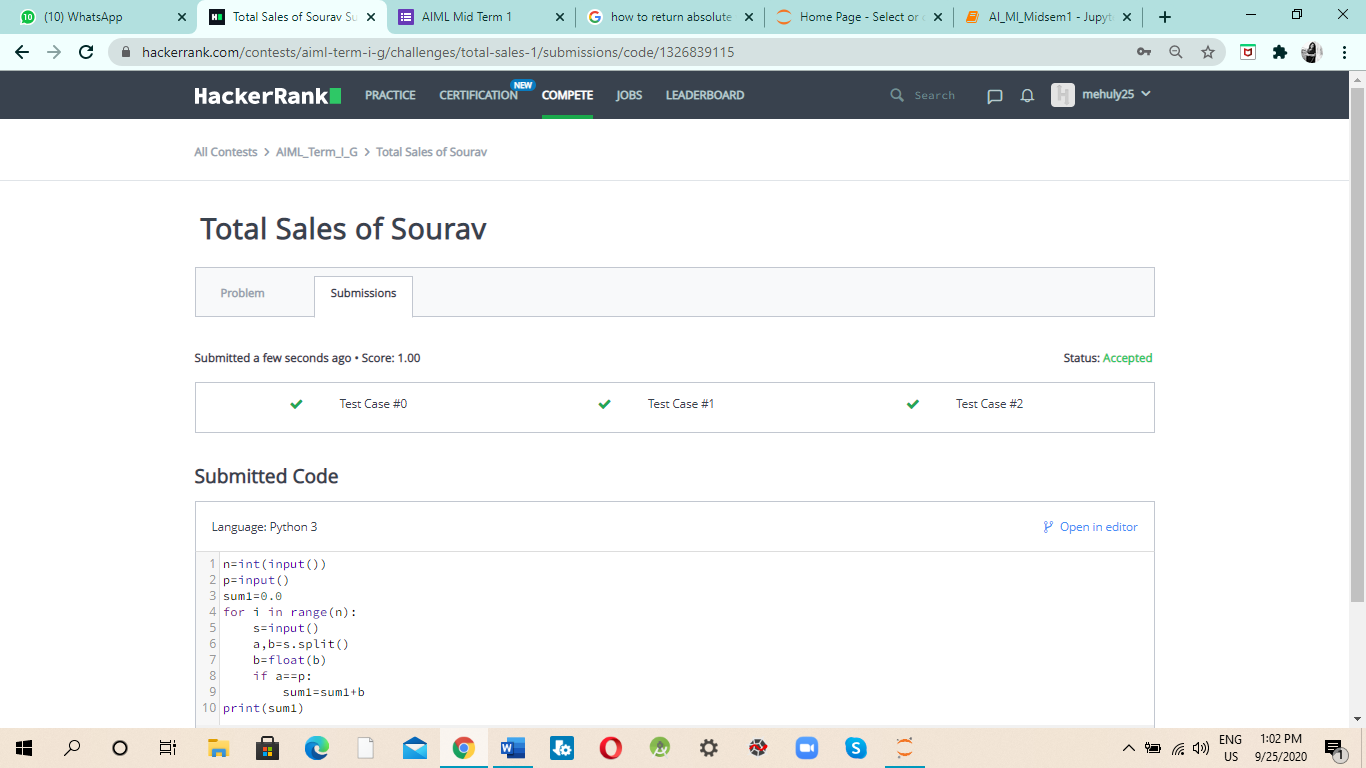 (10) WhatsApp
Total Sales of Sourav Su
AIML Mid Term 1
how to return absolute
Home Page - Select or
AI_MI_Midsem1 - Jupyt
hackerrank.com/contests/aiml-term-i-g/challenges/total-sales-1/submissions/code/1326839115
HackerRank PRACTICE CERTIFICATION NEW COMPETE JOBS LEADERBOARD Search mehuly25
All Contests > AIML_Term_I_G > Total Sales of Sourav
Total Sales of Sourav
Problem Submissions
Submitted a few seconds ago • Score: 1.00 Status: Accepted
Test Case #0 Test Case #1 Test Case #2
Submitted Code
Language: Python 3 Open in editor
1 n=int(input())
2 p=input()
3 sum1=0.0
4 for i in range(n):
5     s=input()
6     a,b=s.split()
7     b=float(b)
8     if a==p:
9         sum1=sum1+b
10 print(sum1)
ENG 1:02 PM
US 9/25/2020
1